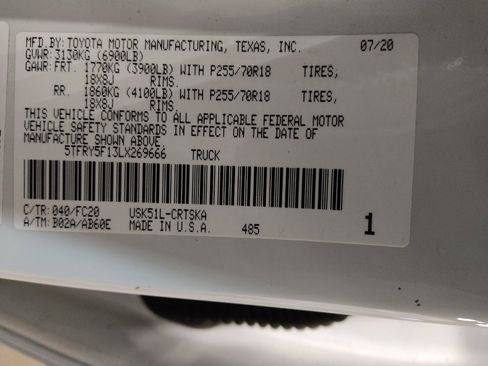 MFD.BY:TOYOTA MOTOR MANUFACTURING, TEXAS, INC. 07/20
GVWR:3130KG (6900LB)
GAWR:FRT. 1770KG (3900LB) WITH P255/70R18 TIRES,
18X8J RIMS.
RR. 1860KG (4100LB) WITH P255/70R18 TIRES,
18X8J RIMS.
THIS VEHICLE CONFORMS TO ALL APPLICABLE FEDERAL MOTOR
VEHICLE SAFETY STANDARDS IN EFFECT ON THE DATE OF
MANUFACTURE SHOWN ABOVE.
5TFRY5F13LX269666 TRUCK
C/TR:040/FC20 USK51L-CRTSKA
A/TM:B02A/AB60E MADE IN U.S.A. 485 1